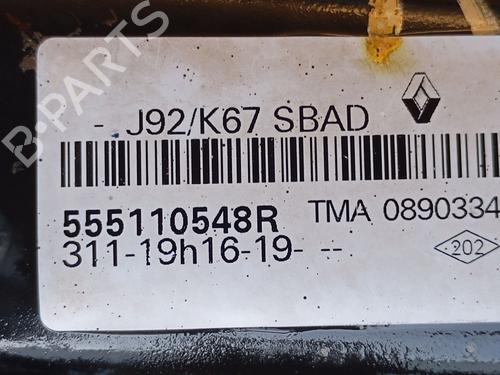 - J92/K67 SBAD
555110548R TMA 0890334
311-19h16-19- --
202
B-PARTS